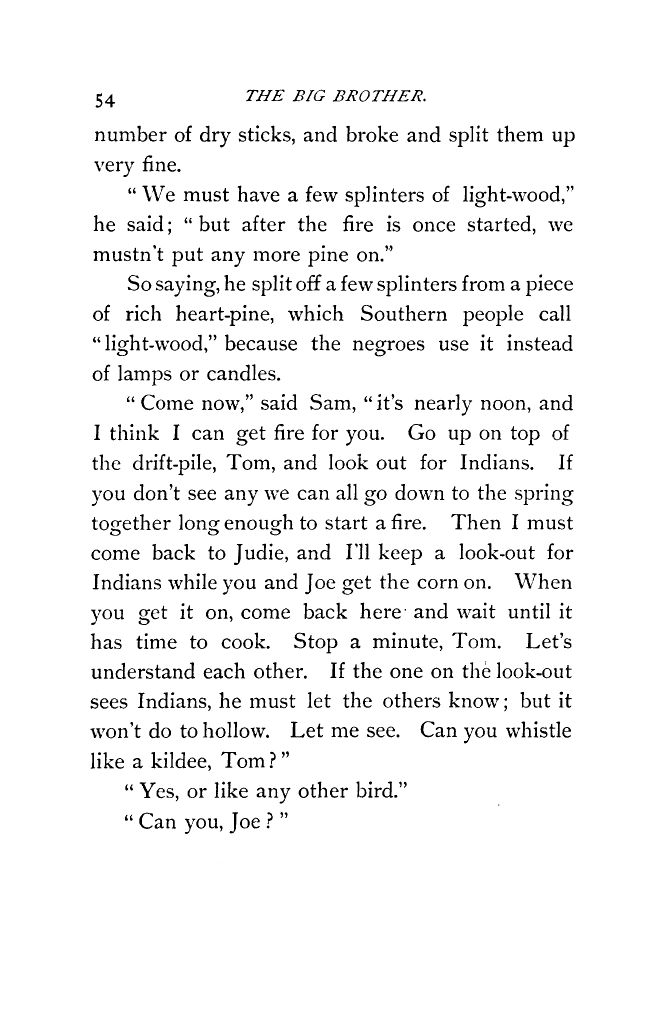 54 THE BIG BROTHER.
number of dry sticks, and broke and split them up
very fine.
“ We must have a few splinters of light-wood,”
he said; “ but after the fire is once started, we
mustn't put any more pine on.”
So saying, he split off a few splinters from a piece
of rich heart-pine, which Southern people call
“light-wood,” because the negroes use it instead
of lamps or candles.
“ Come now,” said Sam, “it's nearly noon, and
I think I can get fire for you. Go up on top of
the drift-pile, Tom, and look out for Indians. If
you don't see any we can all go down to the spring
together long enough to start a fire. Then I must
come back to Judie, and I'll keep a look-out for
Indians while you and Joe get the corn on. When
you get it on, come back here and wait until it
has time to cook. Stop a minute, Tom. Let's
understand each other. If the one on the look-out
sees Indians, he must let the others know; but it
won't do to hollow. Let me see. Can you whistle
like a kildee, Tom?”
“ Yes, or like any other bird.”
“ Can you, Joe?”